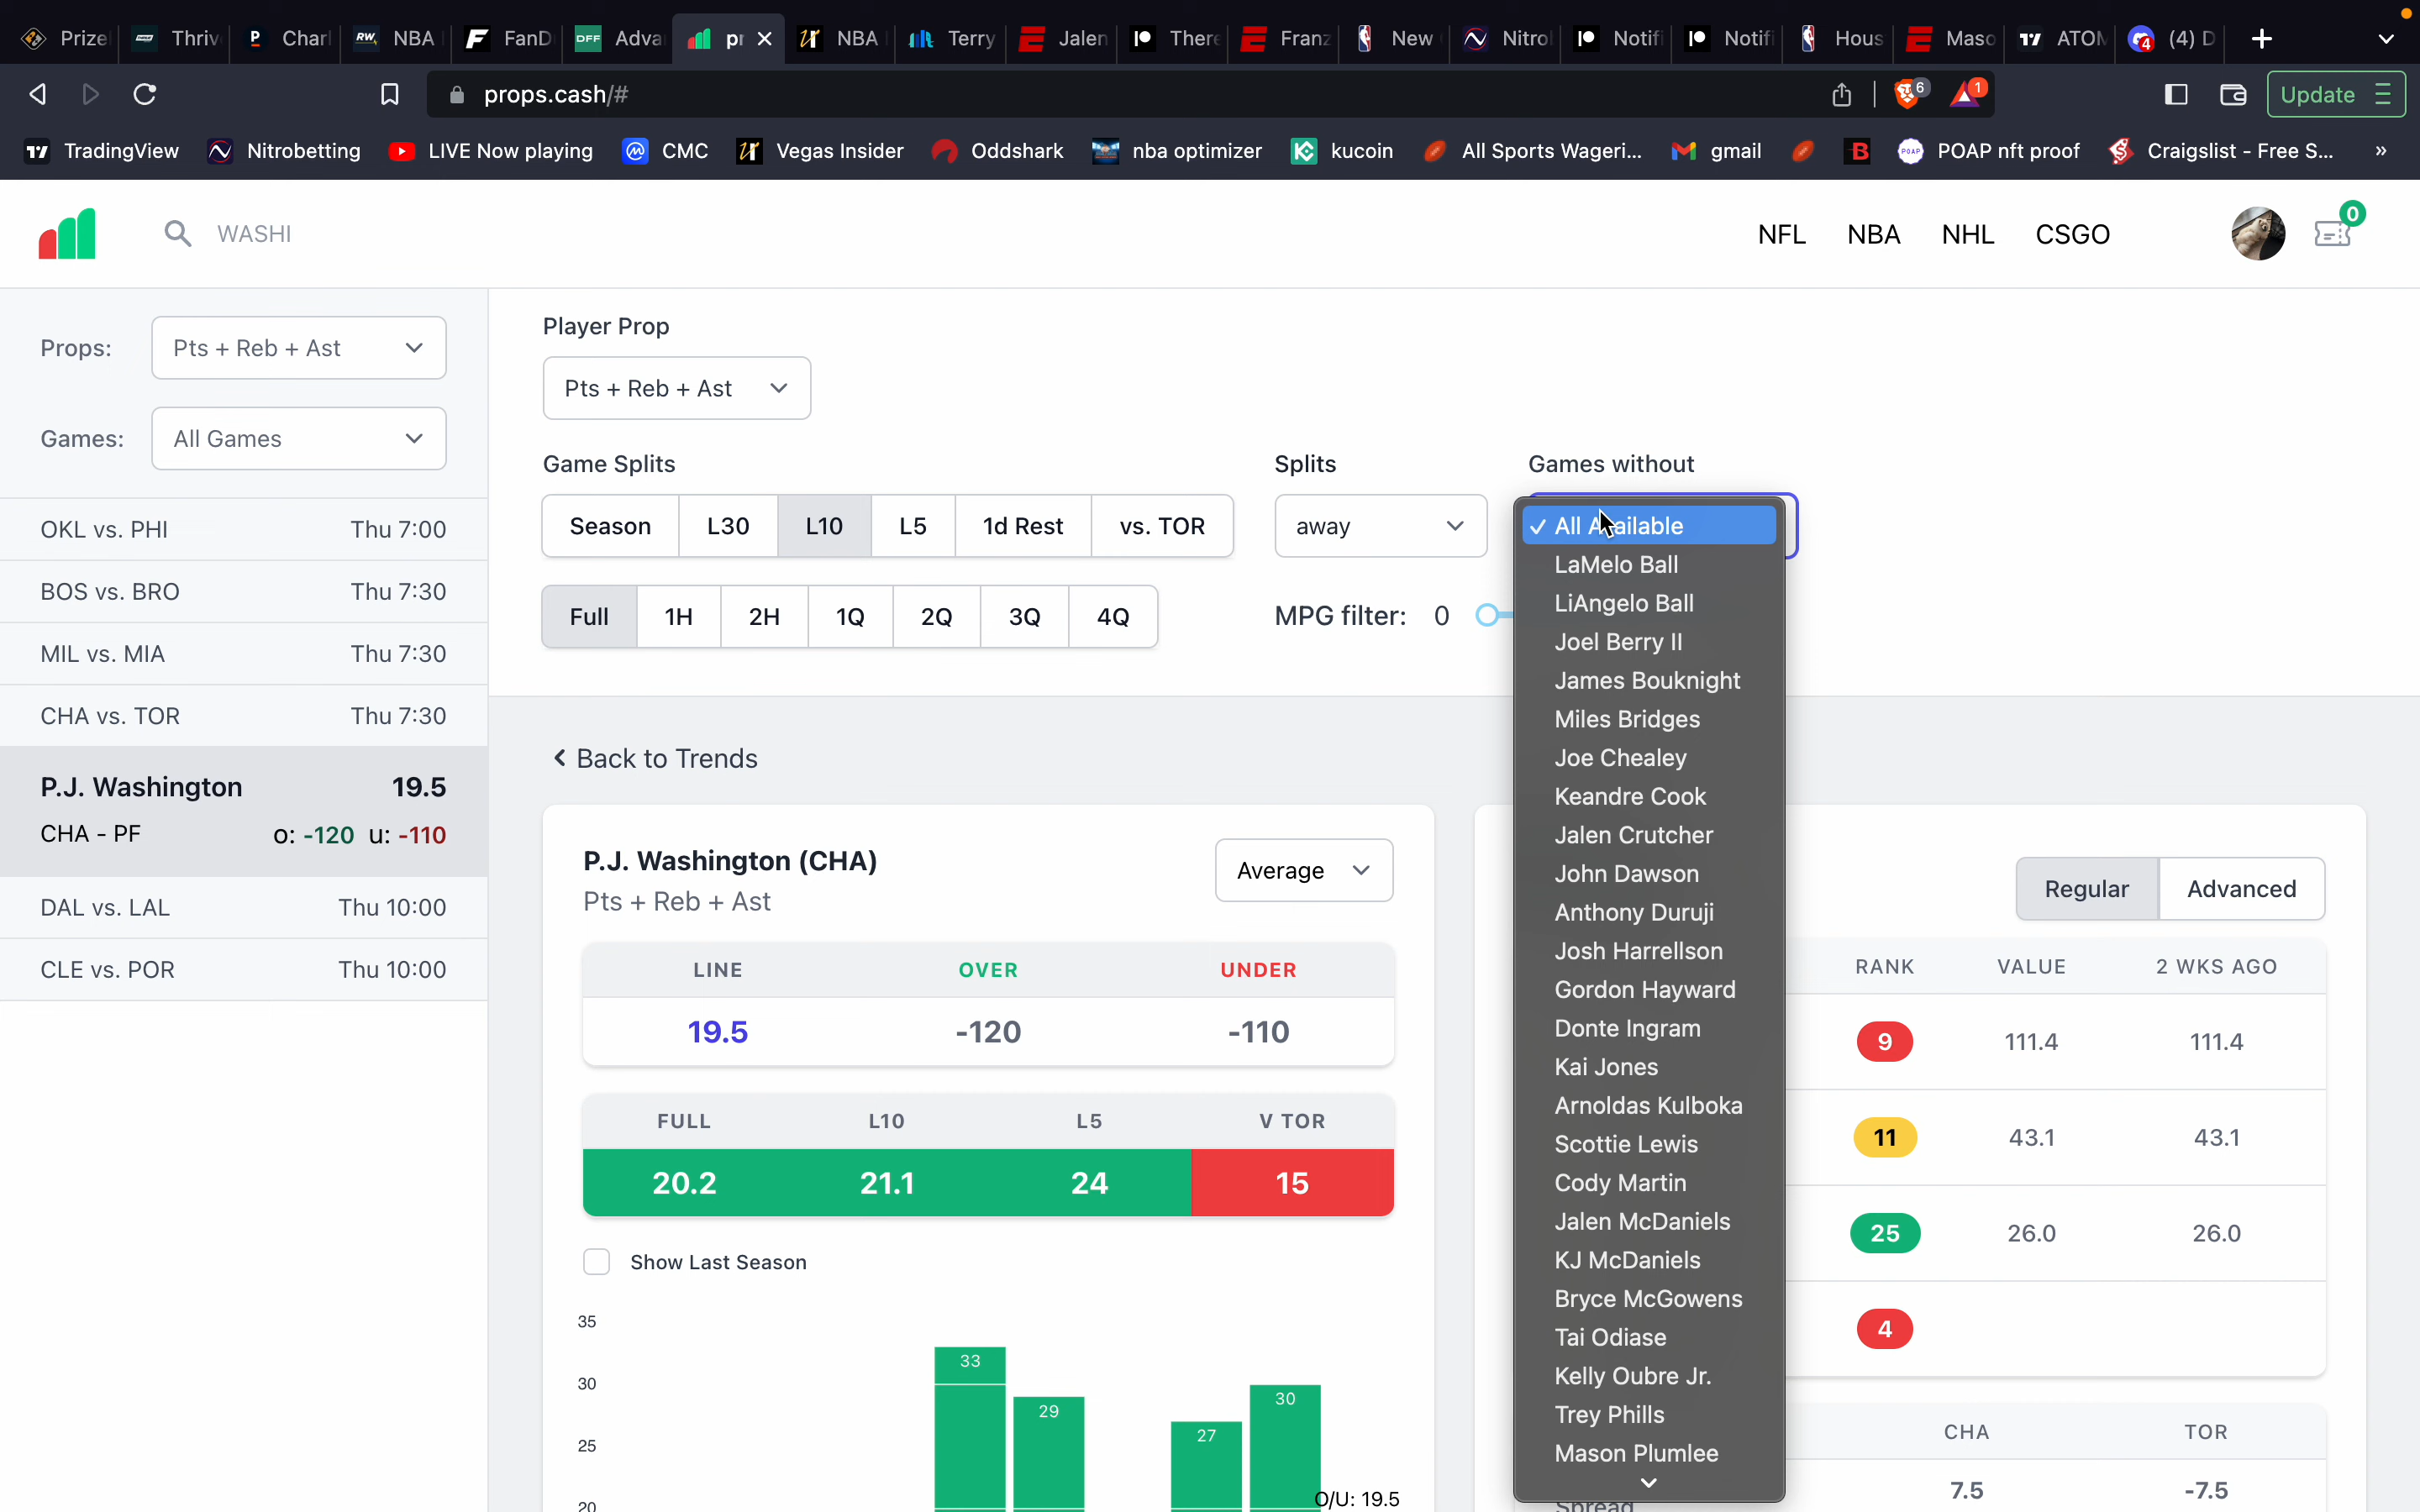 Prize
Thriv
Charl
NBA
FanD
Adva
pr
NBA
Terry
Jalen
There
Franz
New
Nitro
Notifi
Notifi
Hous
Maso
ATOM
(4) D
props.cash/#
6
1
Update
TradingView
Nitrobetting
LIVE Now playing
CMC
Vegas Insider
Oddshark
nba optimizer
kucoin
All Sports Wageri...
gmail
POAP nft proof
Craigslist - Free S...
»
WASHI
NFL
NBA
NHL
CSGO
0
Props:
Pts + Reb + Ast
Games:
All Games
OKL vs. PHI Thu 7:00
BOS vs. BRO Thu 7:30
MIL vs. MIA Thu 7:30
CHA vs. TOR Thu 7:30
P.J. Washington 19.5
CHA - PF o: -120 u: -110
DAL vs. LAL Thu 10:00
CLE vs. POR Thu 10:00
Player Prop
Pts + Reb + Ast
Game Splits
Season L30 L10 L5 1d Rest vs. TOR
Full 1H 2H 1Q 2Q 3Q 4Q
Splits
away
MPG filter: 0
Games without
All Available
LaMelo Ball
LiAngelo Ball
Joel Berry II
James Bouknight
Miles Bridges
Joe Chealey
Keandre Cook
Jalen Crutcher
John Dawson
Anthony Duruji
Josh Harrellson
Gordon Hayward
Donte Ingram
Kai Jones
Arnoldas Kulboka
Scottie Lewis
Cody Martin
Jalen McDaniels
KJ McDaniels
Bryce McGowens
Tai Odiase
Kelly Oubre Jr.
Trey Phills
Mason Plumlee
Back to Trends
P.J. Washington (CHA)
Pts + Reb + Ast
Average
LINE OVER UNDER
19.5 -120 -110
FULL L10 L5 V TOR
20.2 21.1 24 15
Show Last Season
35
30
25
20
33
29
27
30
O/U: 19.5
Regular Advanced
RANK VALUE 2 WKS AGO
9 111.4 111.4
11 43.1 43.1
25 26.0 26.0
4
CHA TOR
Spread 7.5 -7.5